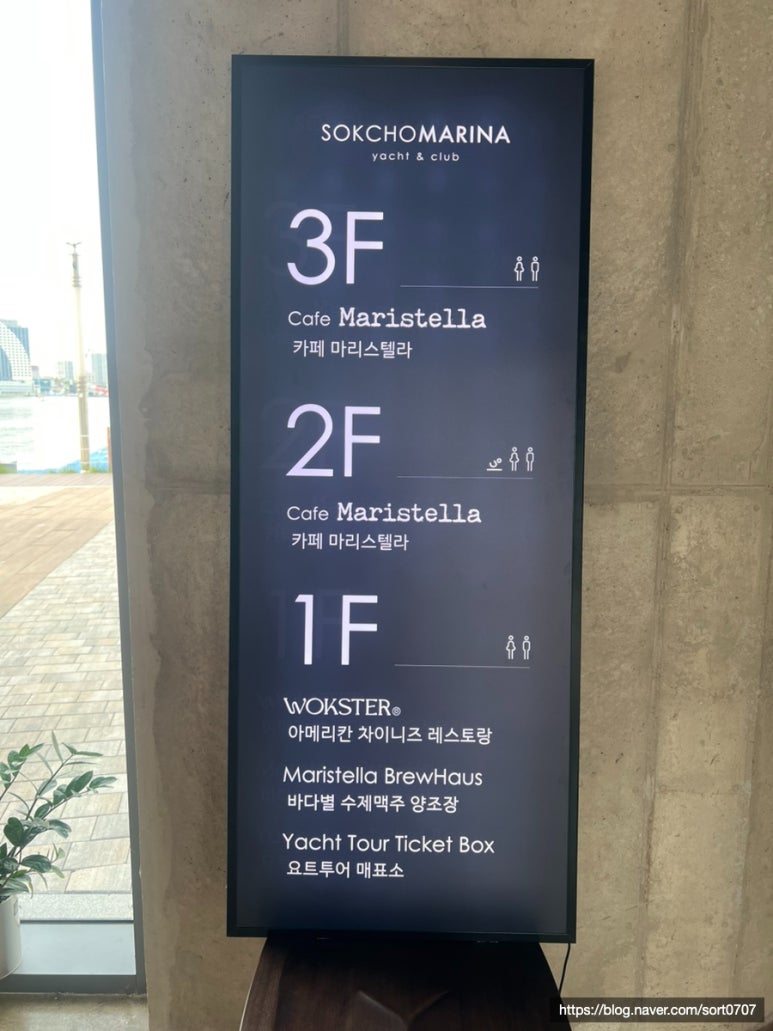 SOKCHOMARINA
yacht & club
3F
Cafe Maristella
카페 마리스텔라
2F
Cafe Maristella
카페 마리스텔라
1F
WOKSTER®
아메리칸 차이니즈 레스토랑
Maristella BrewHaus
바다별 수제맥주 양조장
Yacht Tour Ticket Box
요트투어 매표소
https://blog.naver.com/sort0707